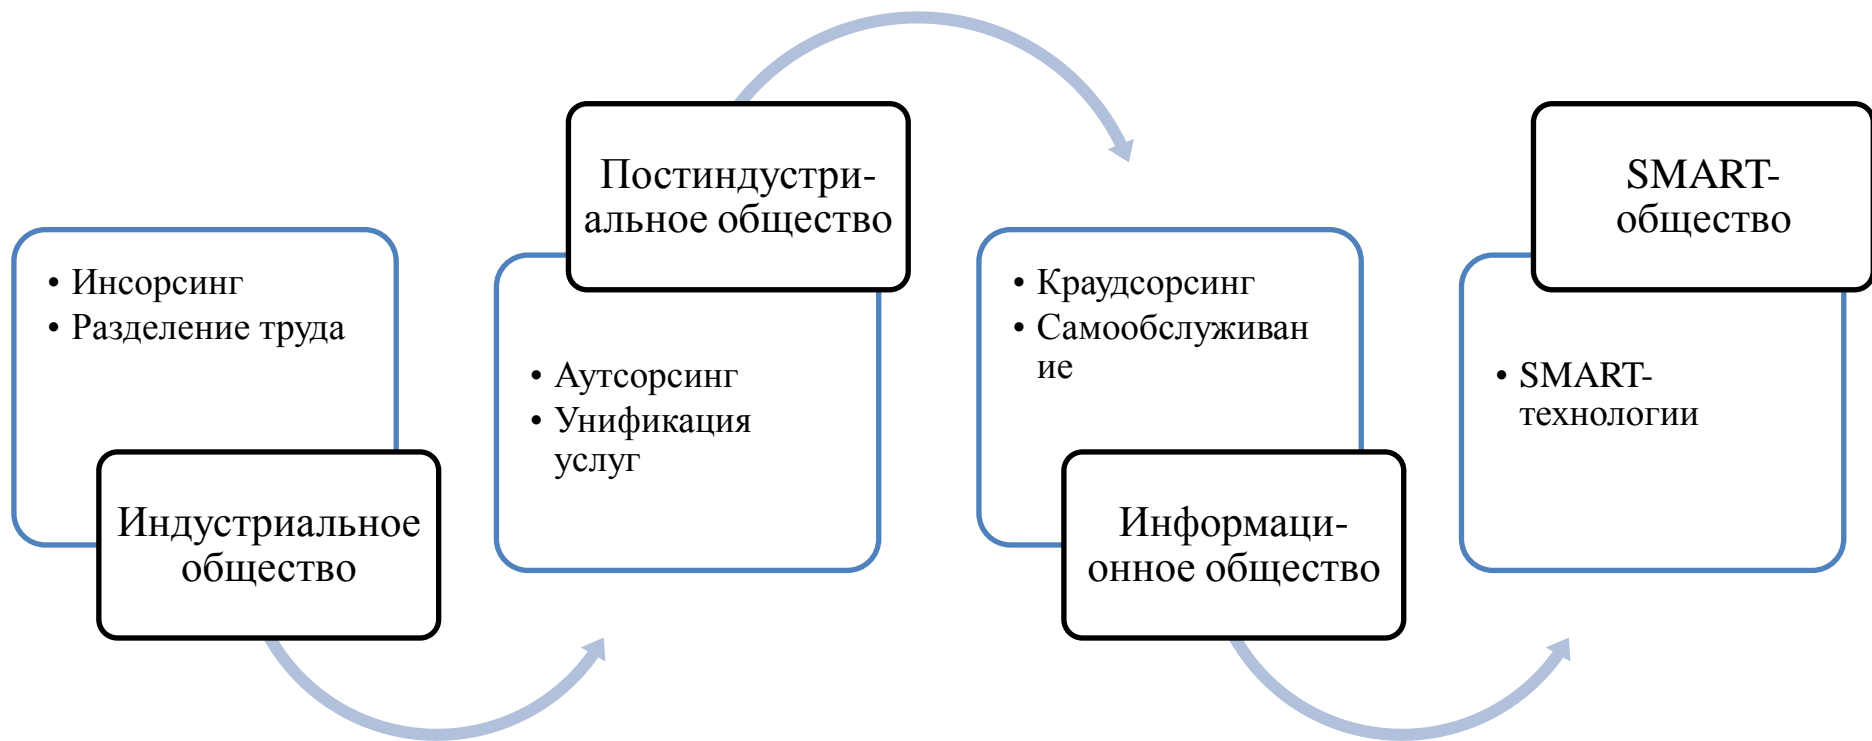 • Инсорсинг
• Разделение труда
Индустриальное
общество
Постиндустри-
альное общество
• Аутсорсинг
• Унификация
услуг
• Краудсорсинг
• Самообслуживан
ие
Информаци-
онное общество
SMART-
общество
• SMART-
технологии